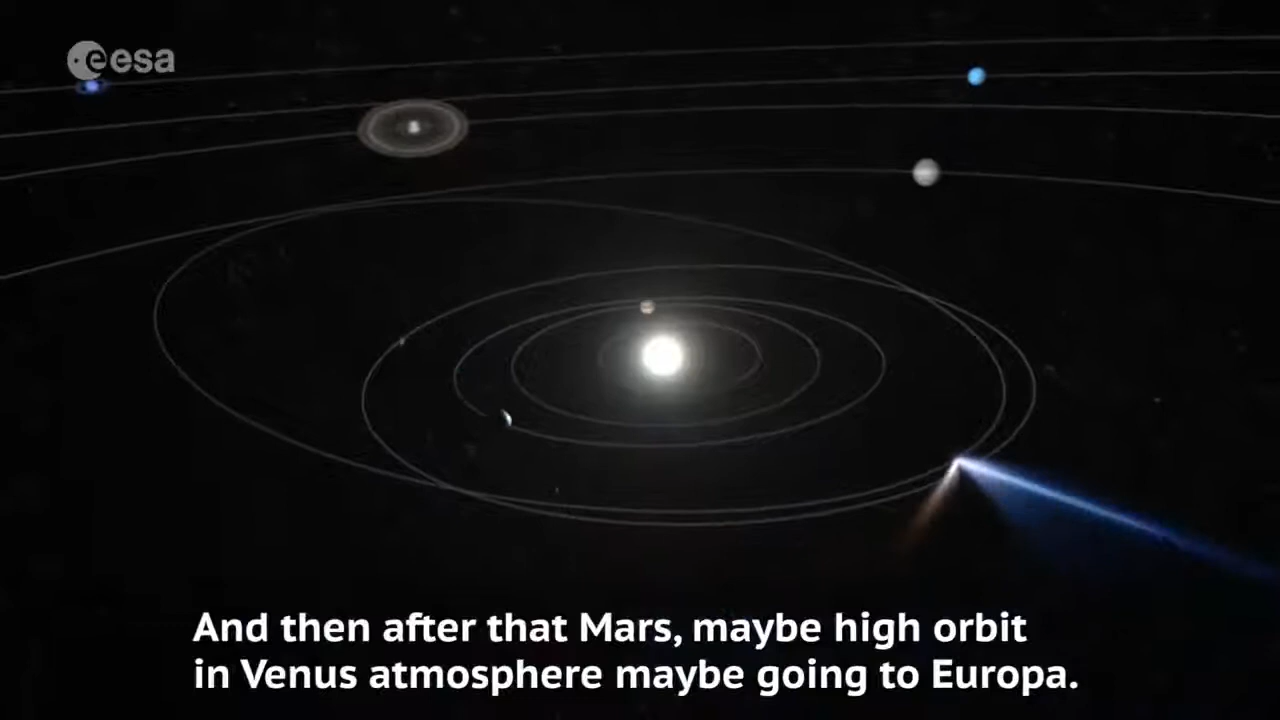 esa
And then after that Mars, maybe high orbit
in Venus atmosphere maybe going to Europa.